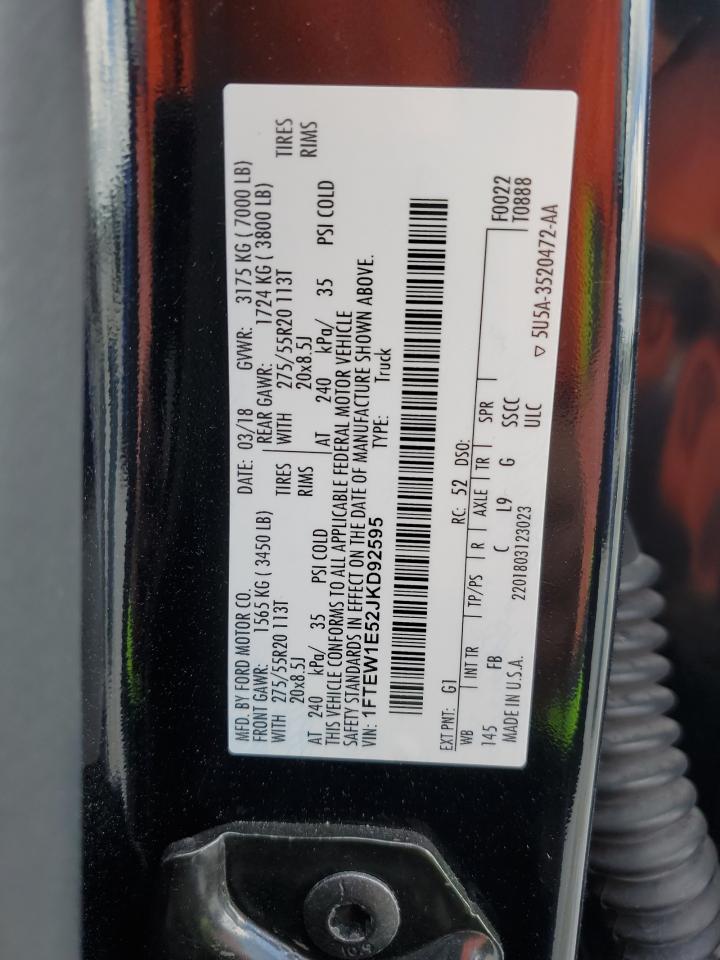 MFD. BY FORD MOTOR CO. DATE: 03/18 GVWR: 3175 KG ( 7000 LB)
FRONT GAWR: 1565 KG ( 3450 LB) REAR GAWR: 1724 KG ( 3800 LB)
WITH 275/55R20 113T TIRES WITH 275/55R20 113T TIRES
20x8.5J RIMS 20x8.5J RIMS
AT 240 kPa/ 35 PSI COLD AT 240 kPa/ 35 PSI COLD
THIS VEHICLE CONFORMS TO ALL APPLICABLE FEDERAL MOTOR VEHICLE
SAFETY STANDARDS IN EFFECT ON THE DATE OF MANUFACTURE SHOWN ABOVE.
VIN: 1FTEW1E52JKD92595 TYPE: Truck
EXT PNT: G1 RC: 52 DSO:
WB INT TR TP/PS R AXLE TR SPR F0022
145 FB C L9 G SSCC T0888
MADE IN U.S.A. 2201803123023 ULC ▽ 5U5A-3520472-AA